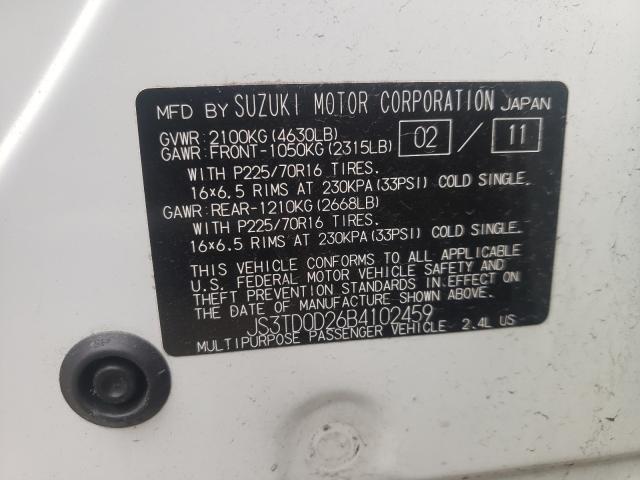 MFD BY SUZUKI MOTOR CORPORATION JAPAN
GVWR:2100KG(4630LB)
GAWR:FRONT-1050KG(2315LB) 02 / 11
WITH P225/70R16 TIRES.
16×6.5 RIMS AT 230KPA(33PSI) COLD SINGLE.
GAWR:REAR-1210KG(2668LB)
WITH P225/70R16 TIRES.
16×6.5 RIMS AT 230KPA(33PSI) COLD SINGLE.
THIS VEHICLE CONFORMS TO ALL APPLICABLE
U.S. FEDERAL MOTOR VEHICLE SAFETY AND
THEFT PREVENTION STANDARDS IN EFFECT ON
THE DATE OF MANUFACTURE SHOWN ABOVE.
JS3TD0D26B4102459
MULTIPURPOSE PASSENGER VEHICLE 2.4L US